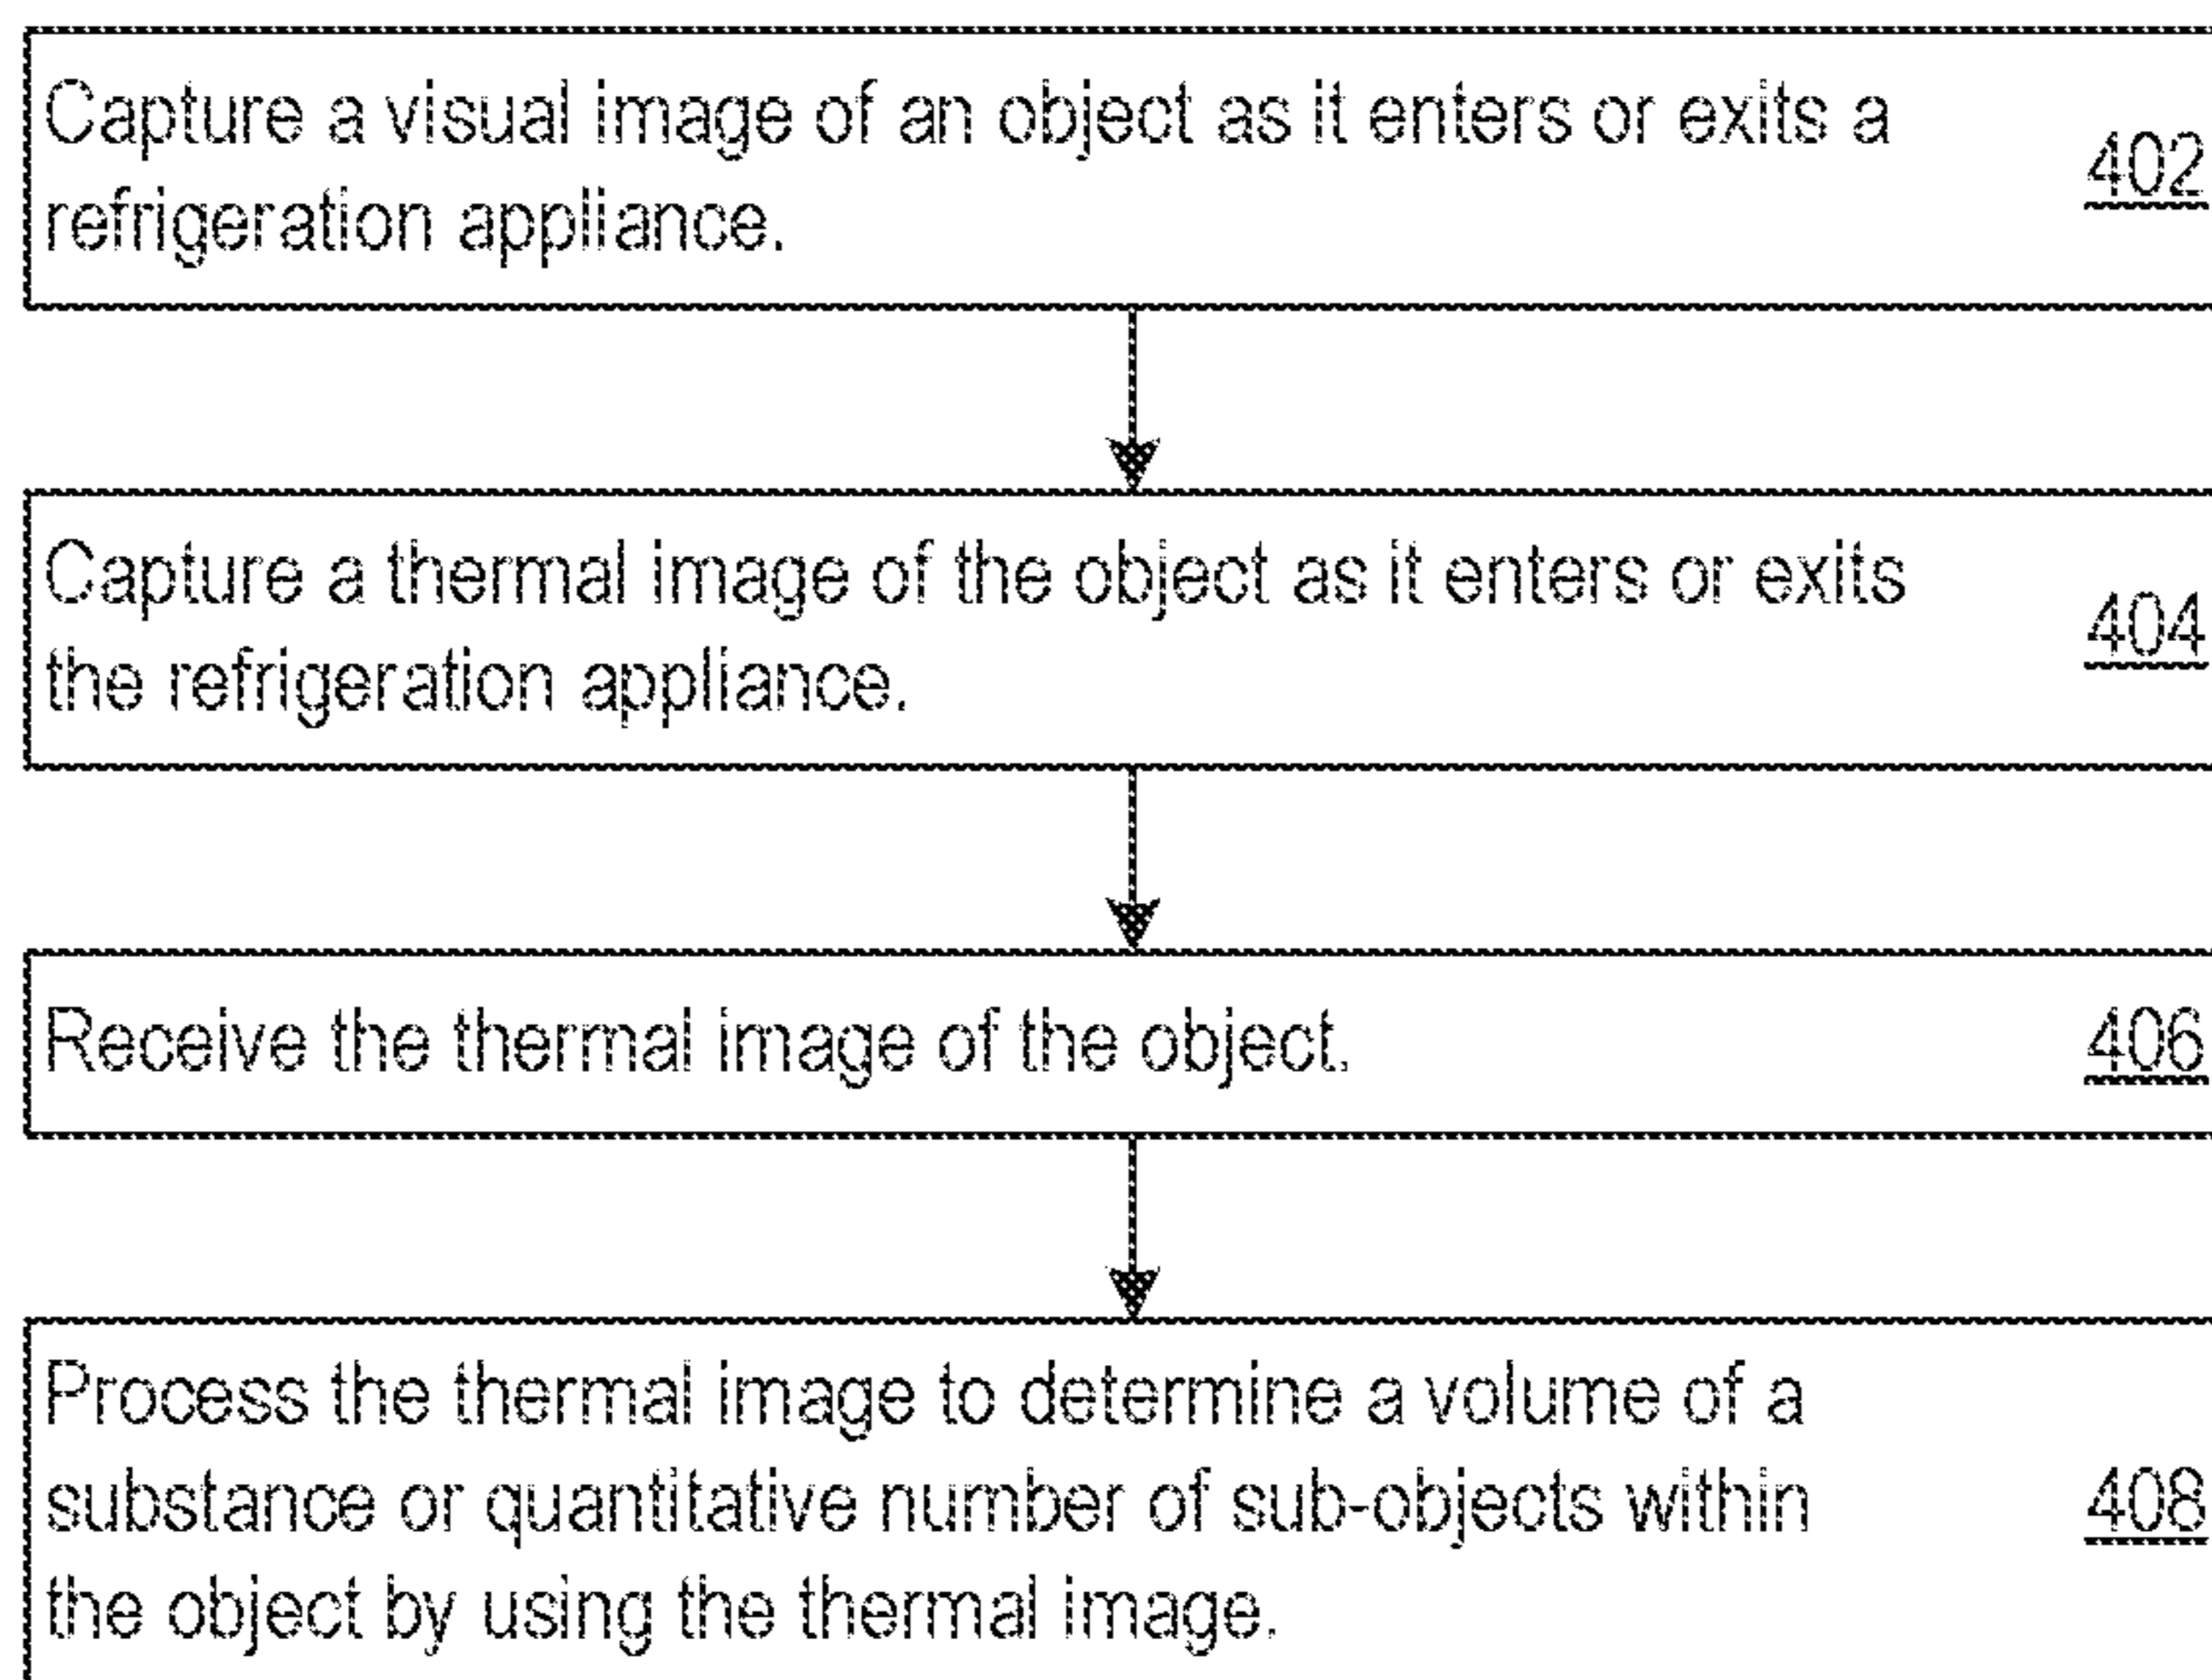 Capture a visual image of an object as it enters or exits a
refrigeration appliance.
402
Capture a thermal image of the object as it enters or exits
the refrigeration appliance.
404
Receive the thermal image of the object.
406
Process the thermal image to determine a volume of a
substance or quantitative number of sub-objects within
the object by using the thermal image.
408